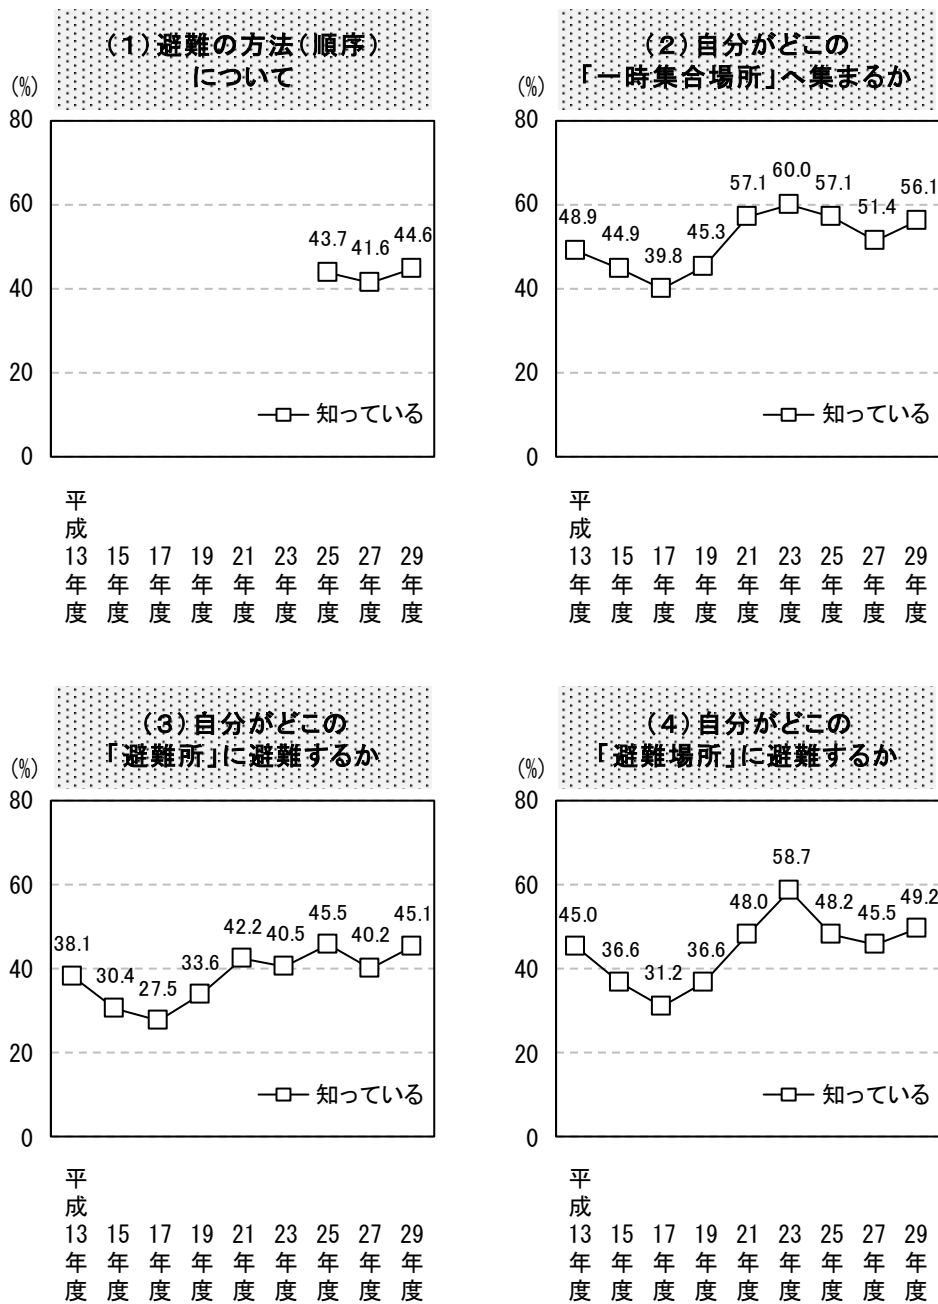 （1）避難の方法（順序）
について
(%)
80
60
40
20
0
43.7
41.6
44.6
知っている
平成
13 15 17 19 21 23 25 27 29
年 年 年 年 年 年 年 年 年
度 度 度 度 度 度 度 度 度
（2）自分がどこの
「一時集合場所」へ集まるか
(%)
80
60
40
20
0
48.9
44.9
39.8
45.3
57.1
60.0
57.1
51.4
56.1
知っている
平成
13 15 17 19 21 23 25 27 29
年 年 年 年 年 年 年 年 年
度 度 度 度 度 度 度 度 度
（3）自分がどこの
「避難所」に避難するか
(%)
80
60
40
20
0
38.1
30.4
27.5
33.6
42.2
40.5
45.5
40.2
45.1
知っている
平成
13 15 17 19 21 23 25 27 29
年 年 年 年 年 年 年 年 年
度 度 度 度 度 度 度 度 度
（4）自分がどこの
「避難場所」に避難するか
(%)
80
60
40
20
0
45.0
36.6
31.2
36.6
48.0
58.7
48.2
45.5
49.2
知っている
平成
13 15 17 19 21 23 25 27 29
年 年 年 年 年 年 年 年 年
度 度 度 度 度 度 度 度 度